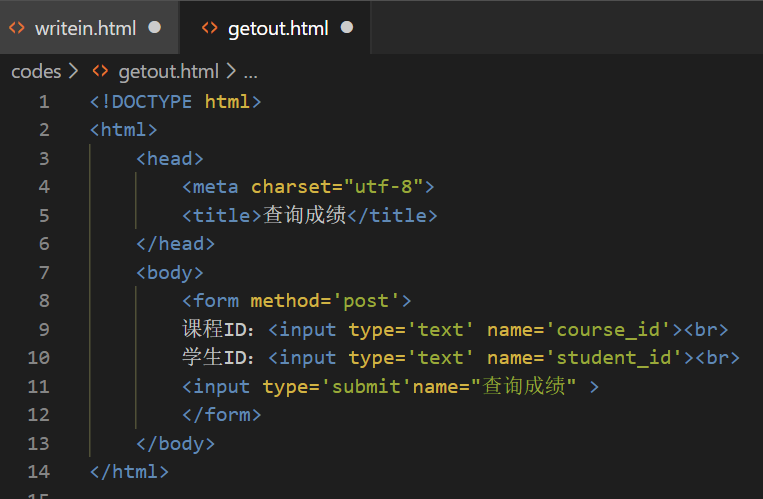 writein.html
getout.html
codes > getout.html > ...
1 <!DOCTYPE html>
2 <html>
3     <head>
4         <meta charset="utf-8">
5         <title>查询成绩</title>
6     </head>
7     <body>
8         <form method='post'>
9         课程ID：<input type='text' name='course_id'><br>
10         学生ID：<input type='text' name='student_id'><br>
11         <input type='submit'name="查询成绩" >
12         </form>
13     </body>
14 </html>
15